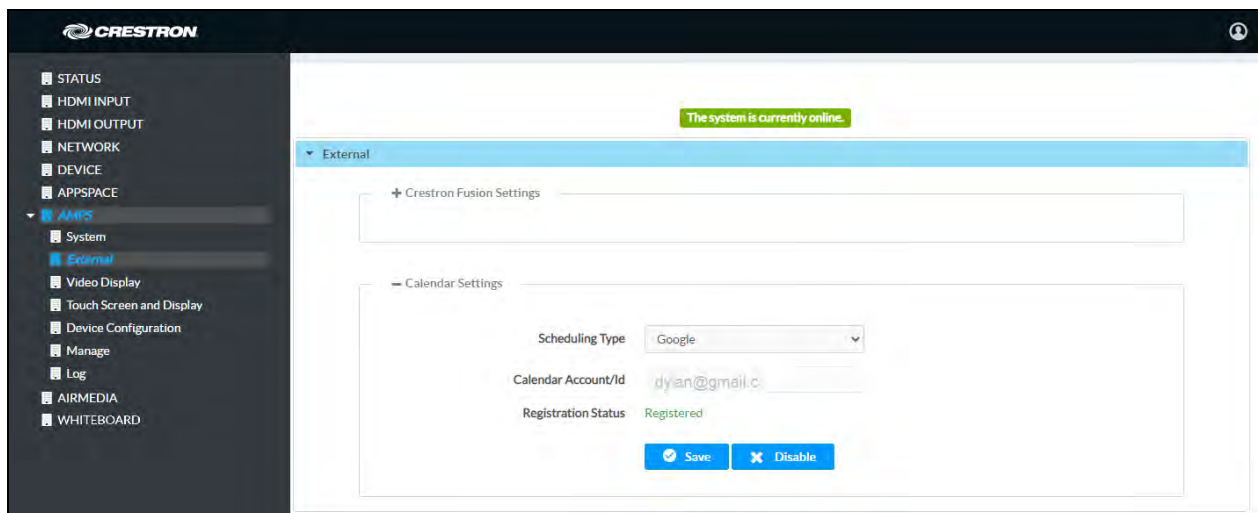 CRESTRON
STATUS
HDMI INPUT
HDMI OUTPUT
NETWORK
DEVICE
APPSPACE
AMPS
System
External
Video Display
Touch Screen and Display
Device Configuration
Manage
Log
AIRMEDIA
WHITEBOARD
The system is currently online.
External
Crestron Fusion Settings
Calendar Settings
Scheduling Type Google
Calendar Account/Id dylan@gmail.c
Registration Status Registered
Save Disable